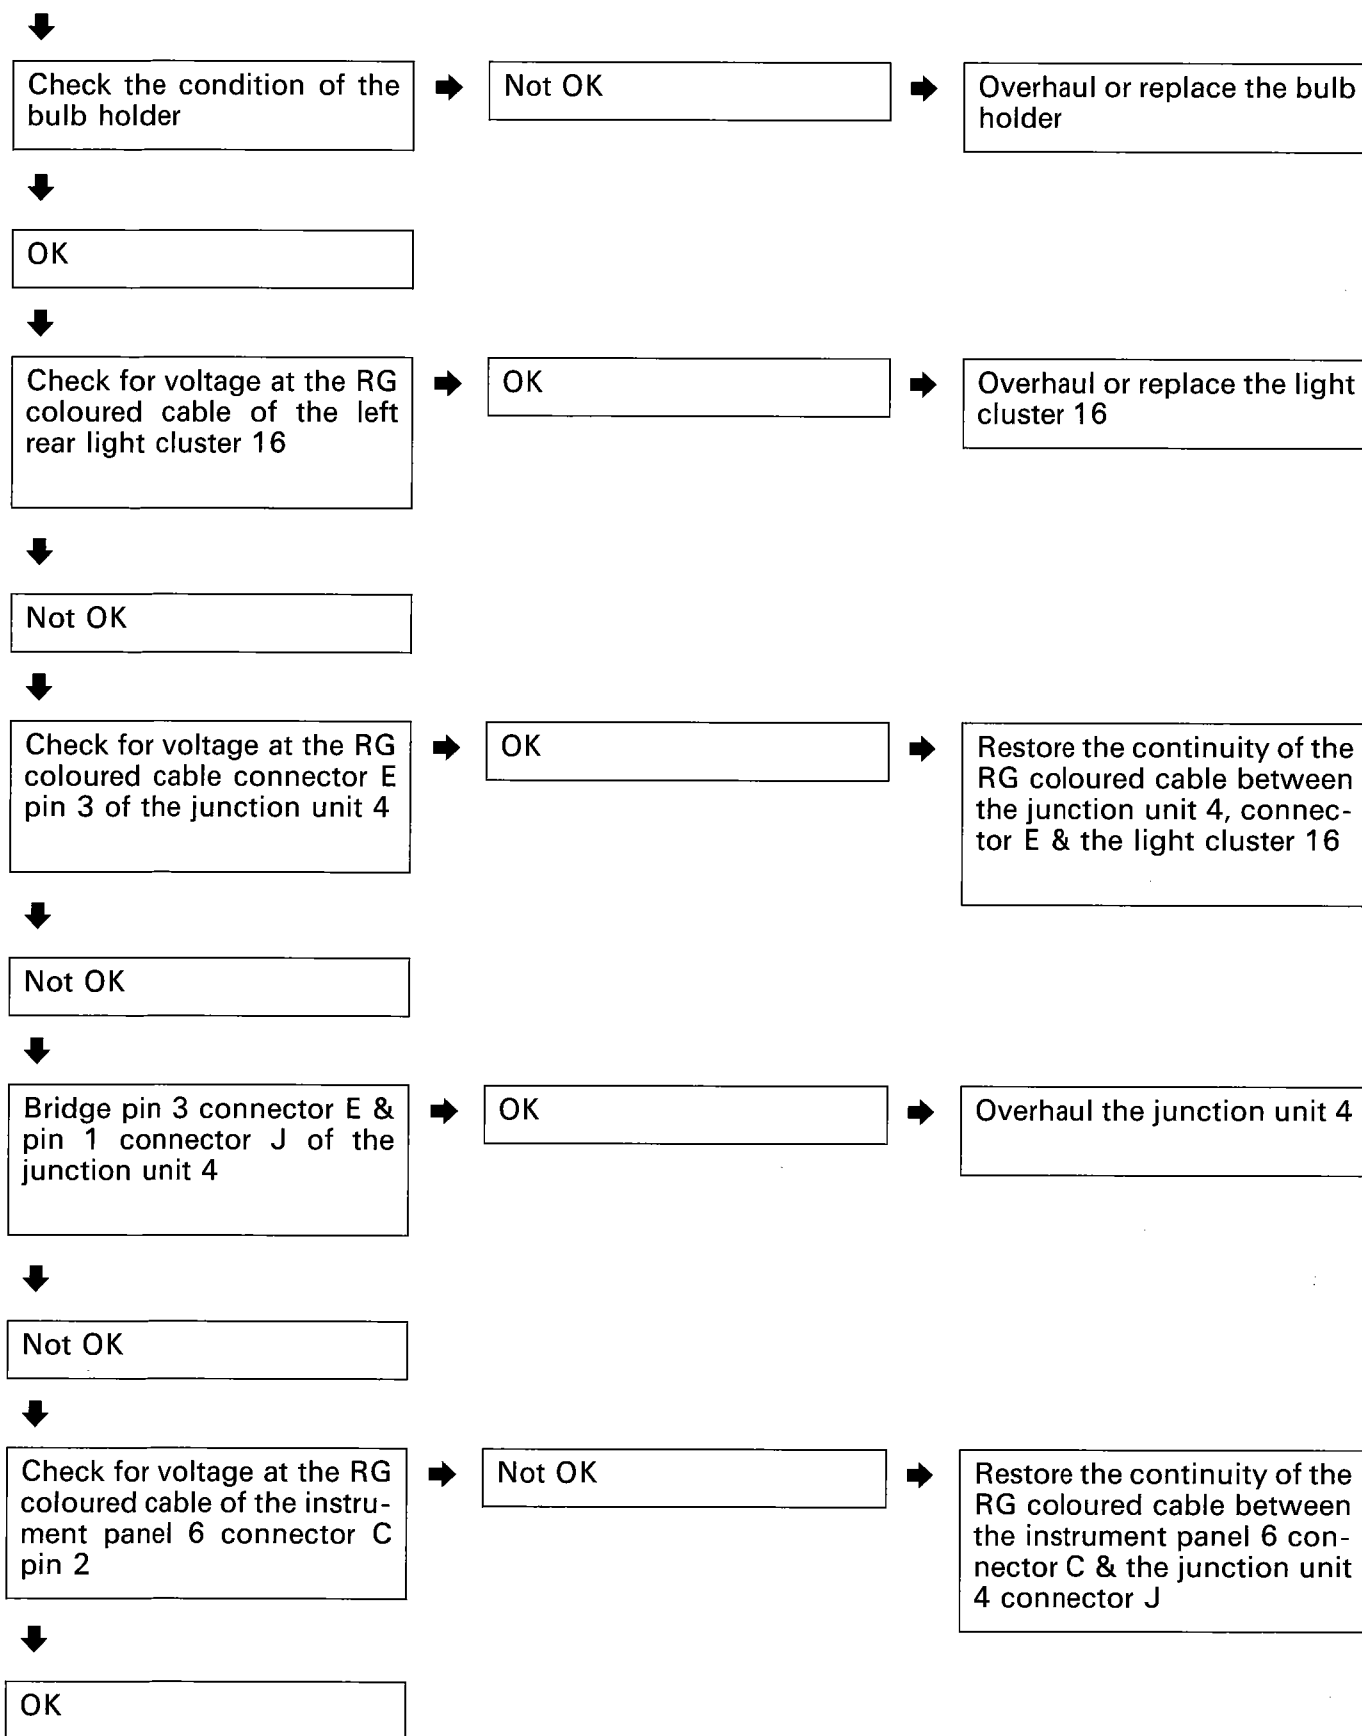 Check the condition of the
bulb holder
Not OK
Overhaul or replace the bulb
holder
OK
Check for voltage at the RG
coloured cable of the left
rear light cluster 16
OK
Overhaul or replace the light
cluster 16
Not OK
Check for voltage at the RG
coloured cable connector E
pin 3 of the junction unit 4
OK
Restore the continuity of the
RG coloured cable between
the junction unit 4, connec-
tor E & the light cluster 16
Not OK
Bridge pin 3 connector E &
pin 1 connector J of the
junction unit 4
OK
Overhaul the junction unit 4
Not OK
Check for voltage at the RG
coloured cable of the instru-
ment panel 6 connector C
pin 2
Not OK
Restore the continuity of the
RG coloured cable between
the instrument panel 6 con-
nector C & the junction unit
4 connector J
OK